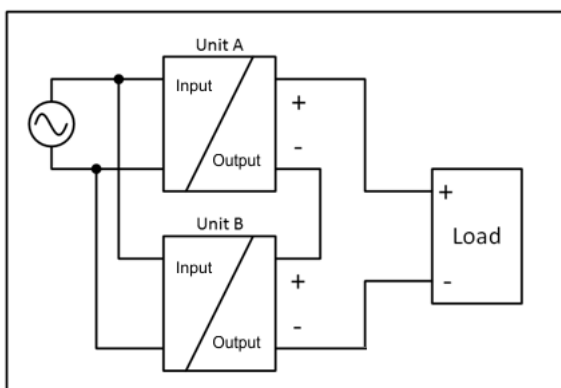 Unit A
Input
+
-
Output
+
Load
-
Unit B
Input
+
-
Output